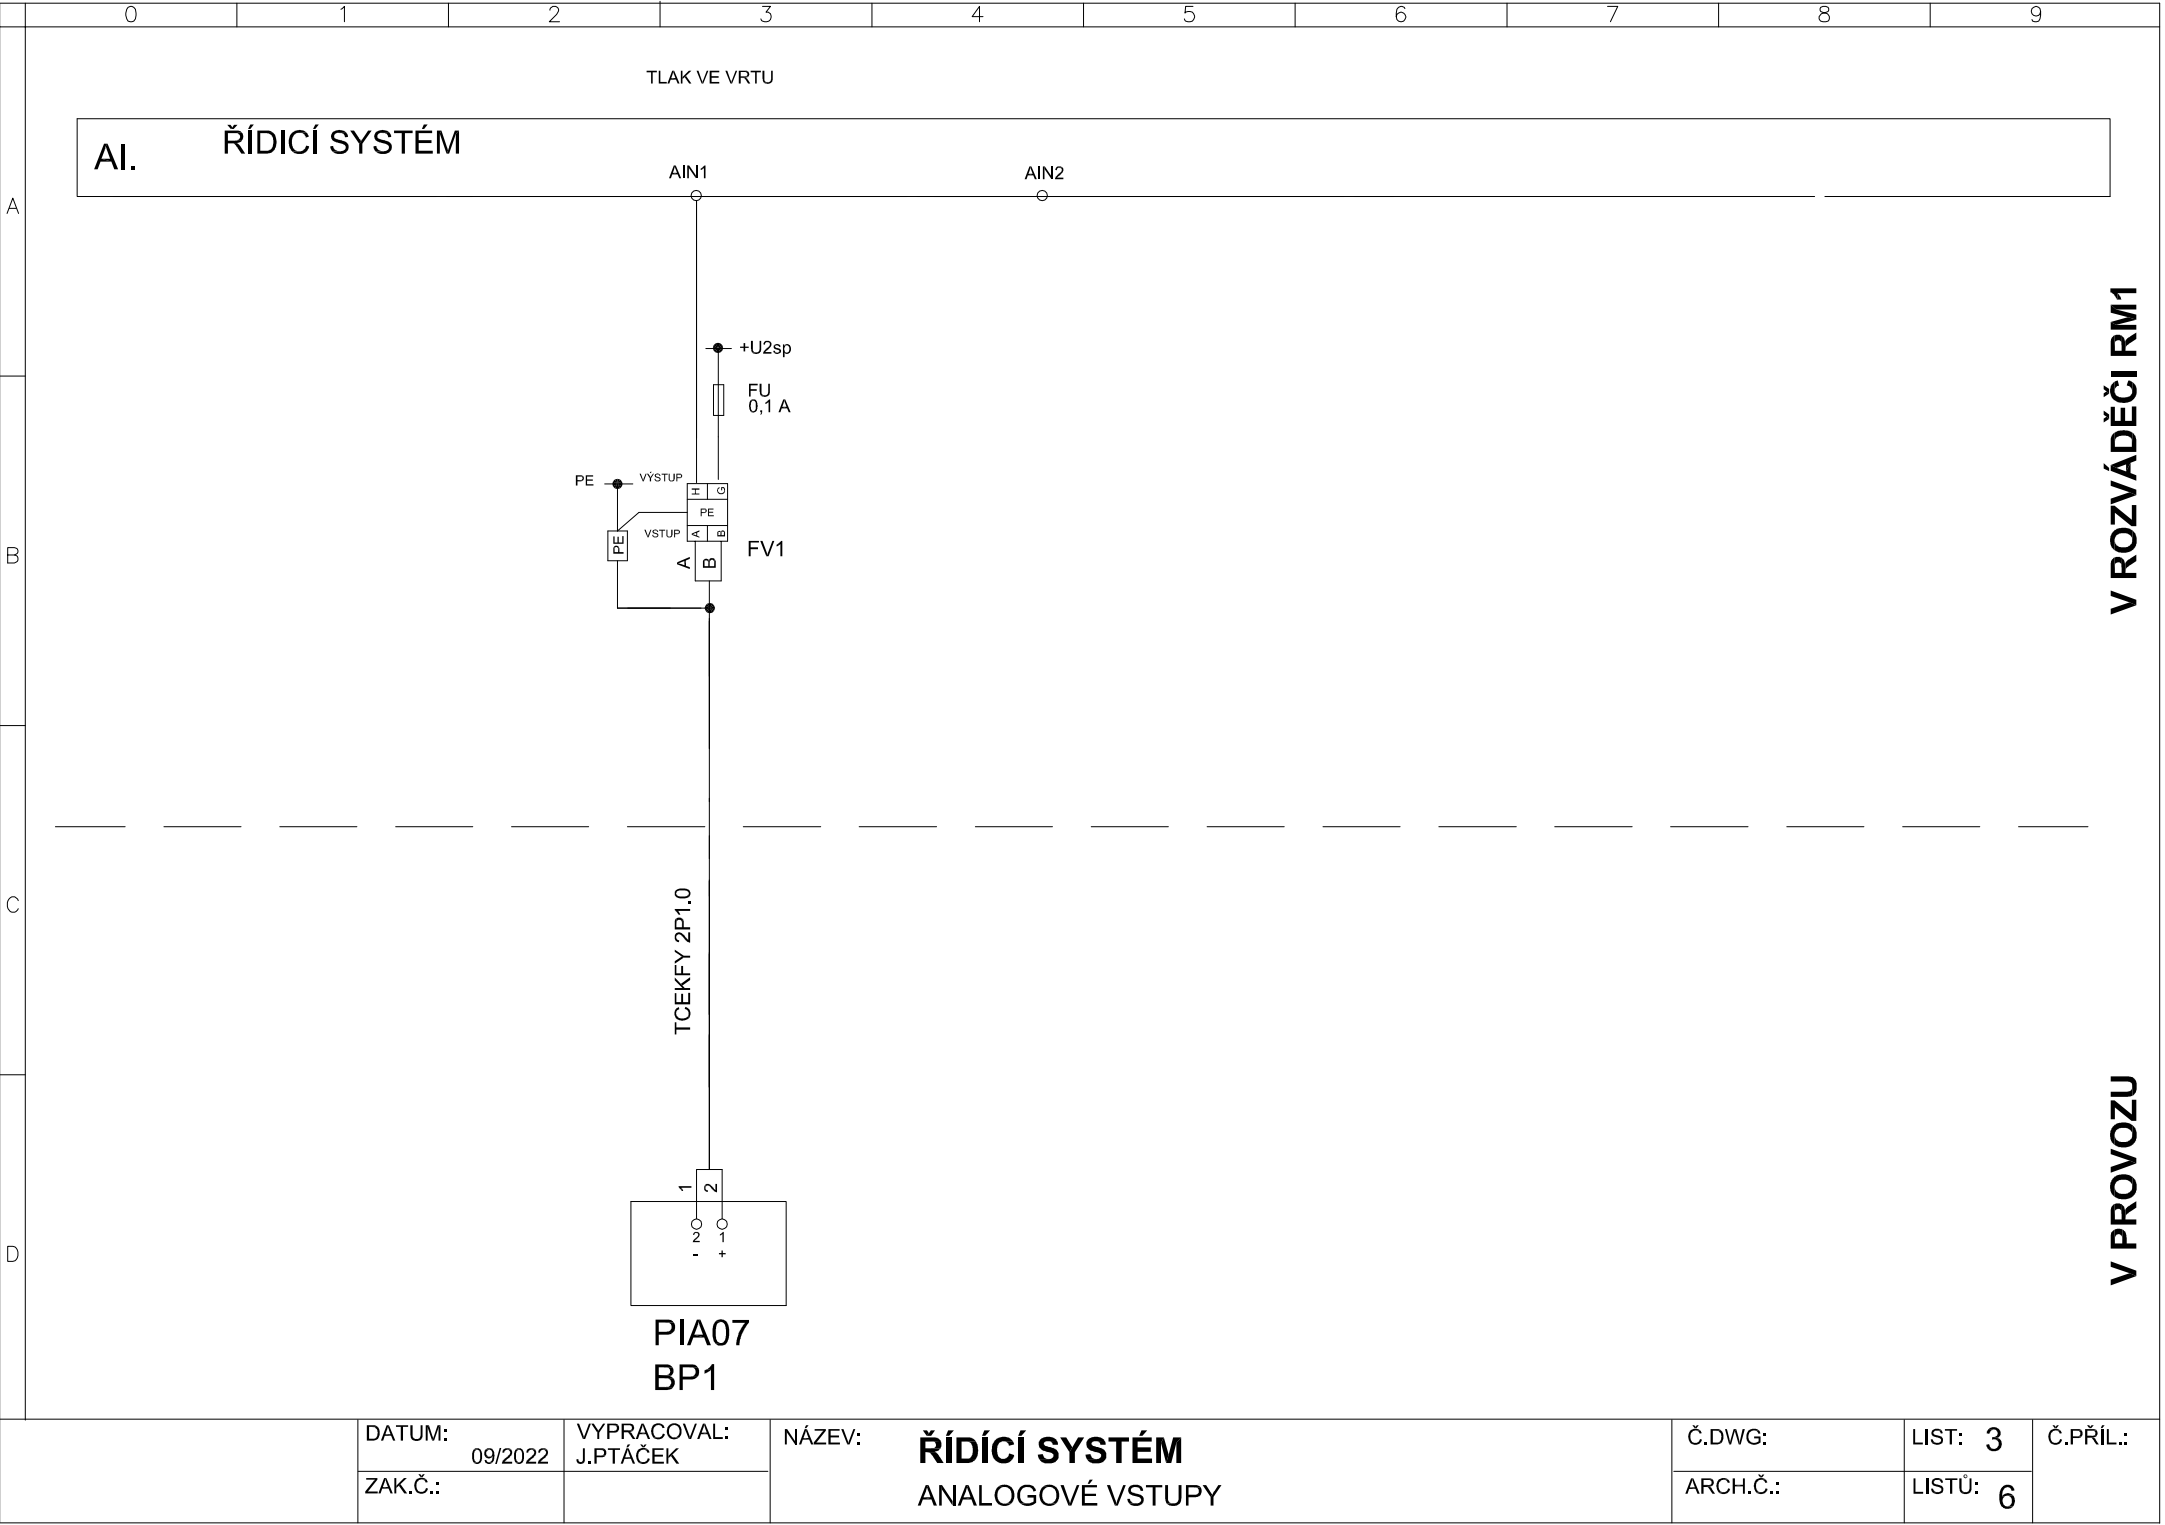 0 1 2 3 4 5 6 7 8 9
TLAK VE VRTU
AI.
ŘÍDICÍ SYSTÉM
AIN1
AIN2
A
+U2sp
FU
0,1 A
PE
VÝSTUP
H G
PE
VSTUP
A B
PE
A B
FV1
B
V ROZVÁDĚČI RM1
C
TCEKFY 2P1.0
V PROVOZU
1 2
2 1
- +
D
PIA07
BP1
DATUM:
09/2022
VYPRACOVAL:
J.PTÁČEK
ZAK.Č.:
NÁZEV:
ŘÍDÍCÍ SYSTÉM
ANALOGOVÉ VSTUPY
Č.DWG:
ARCH.Č.:
LIST: 3
LISTŮ: 6
Č.PŘÍL.: